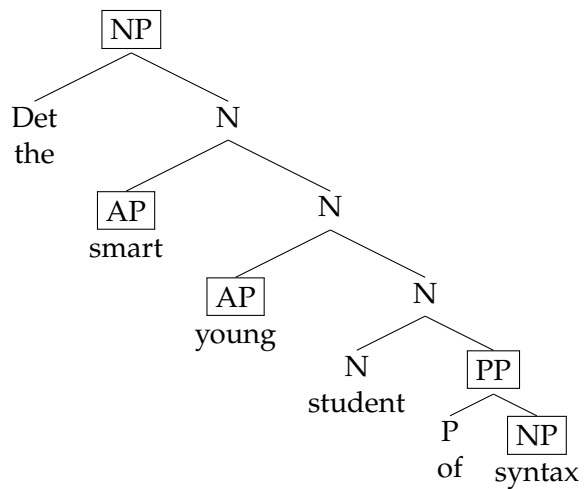 NP
Det N
the
AP N
smart
AP N
young
N PP
student
P NP
of syntax